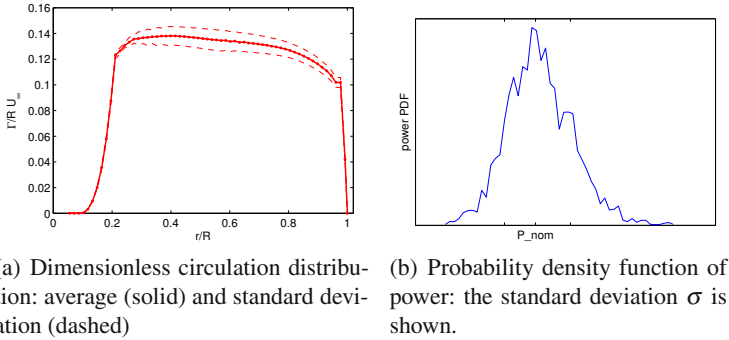 0.16
0.14
0.12
0.1
0.08
0.06
0.04
0.02
0
Γ/R U∞
0 0.2 0.4 0.6 0.8 1
r/R
power PDF
P_nom
(a) Dimensionless circulation distribu-
tion: average (solid) and standard devi-
ation (dashed)
(b) Probability density function of
power: the standard deviation σ is
shown.